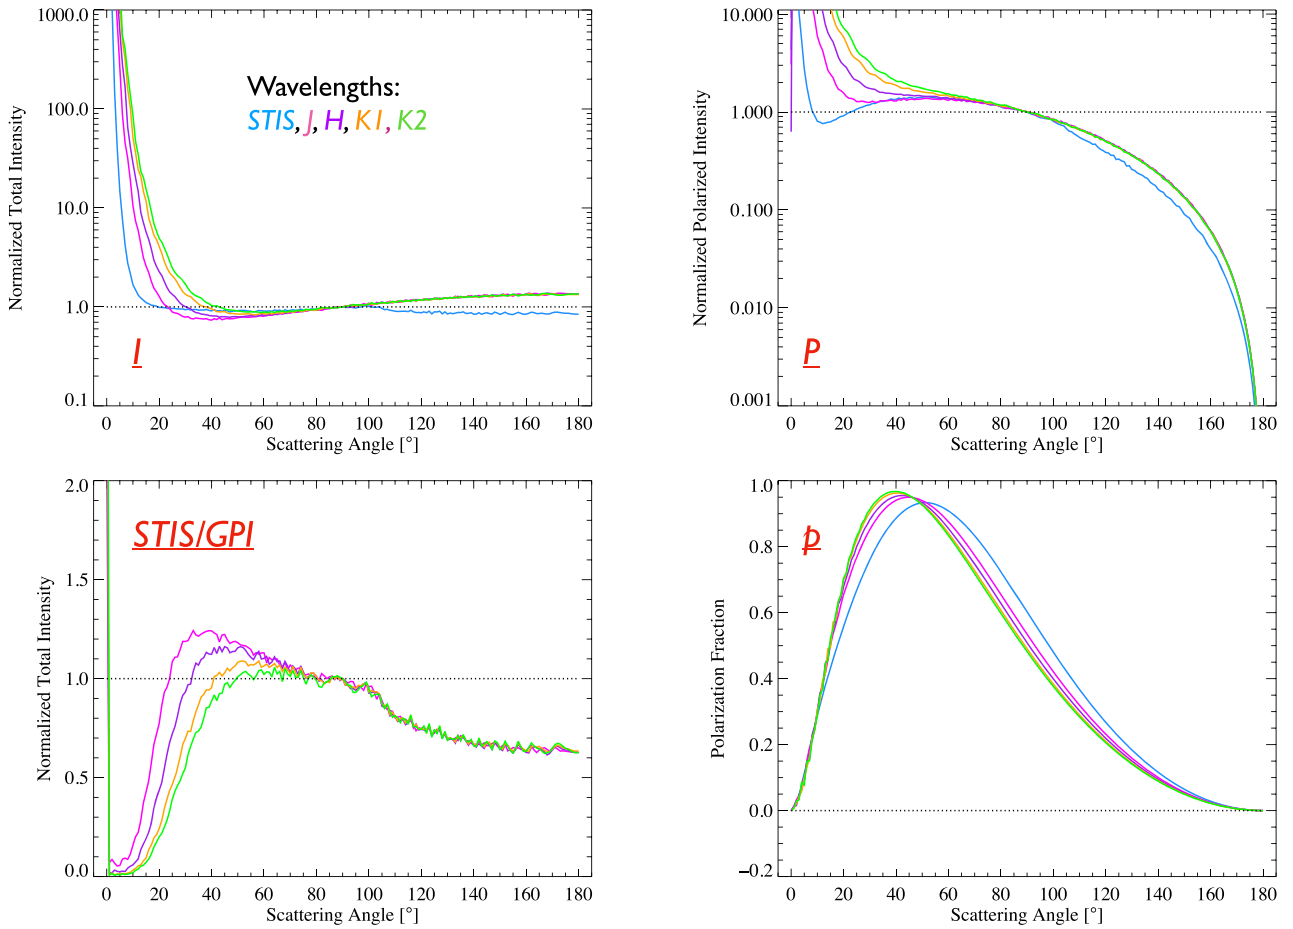 1000.0
100.0
10.0
1.0
0.1
Normalized Total Intensity
Wavelengths:
STIS, J, H, K1, K2
I
0 20 40 60 80 100 120 140 160 180
Scattering Angle [°]
10.000
1.000
0.100
0.010
0.001
Normalized Polarized Intensity
P
0 20 40 60 80 100 120 140 160 180
Scattering Angle [°]
2.0
1.5
1.0
0.5
0.0
Normalized Total Intensity
STIS/GPI
0 20 40 60 80 100 120 140 160 180
Scattering Angle [°]
1.0
0.8
0.6
0.4
0.2
0.0
−0.2
Polarization Fraction
p
0 20 40 60 80 100 120 140 160 180
Scattering Angle [°]